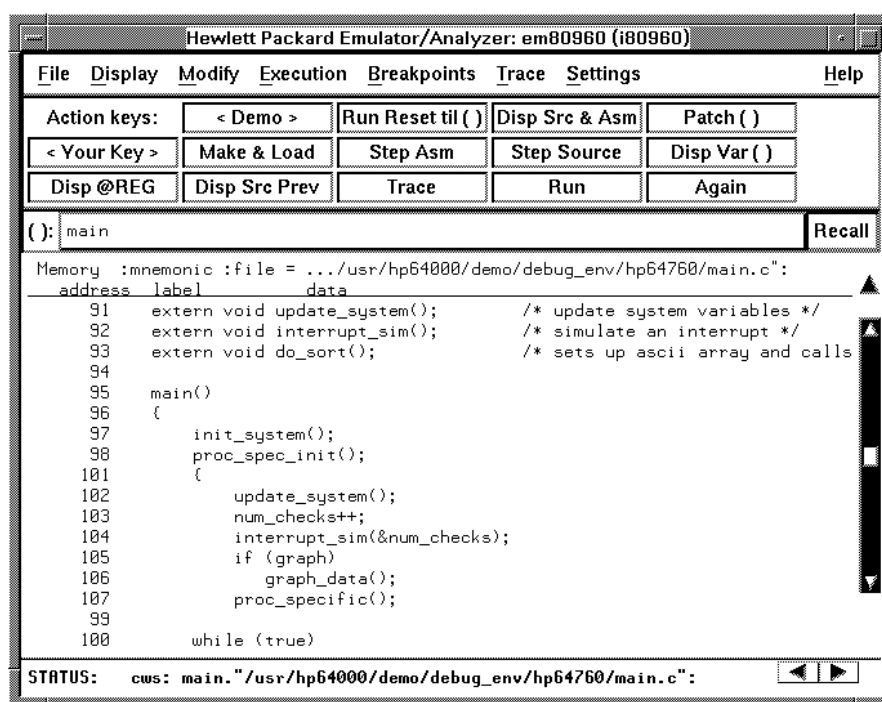 Hewlett Packard Emulator/Analyzer: em80960 (i80960)
File Display Modify Execution Breakpoints Trace Settings Help
Action keys: < Demo > Run Reset til ( ) Disp Src & Asm Patch ( )
< Your Key > Make & Load Step Asm Step Source Disp Var ( )
Disp @REG Disp Src Prev Trace Run Again
( ): main Recall
Memory :mnemonic :file = .../usr/hp64000/demo/debug_env/hp64760/main.c":
address label data
91 extern void update_system(); /* update system variables */
92 extern void interrupt_sim(); /* simulate an interrupt */
93 extern void do_sort(); /* sets up ascii array and calls
94
95 main()
96 {
97 init_system();
98 proc_spec_init();
101 {
102 update_system();
103 num_checks++;
104 interrupt_sim(&num_checks);
105 if (graph)
106 graph_data();
107 proc_specific();
99
100 while (true)
STATUS: cws: main."/usr/hp64000/demo/debug_env/hp64760/main.c":